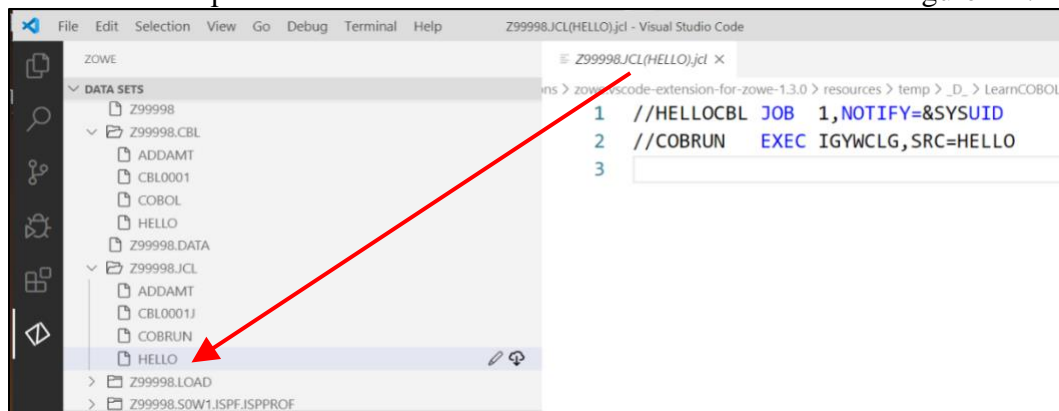 File Edit Selection View Go Debug Terminal Help Z99998.JCL(HELLO).jcl - Visual Studio Code
ZOWE
DATA SETS
Z99998
Z99998.CBL
ADDAMT
CBL0001
COBOL
HELLO
Z99998.DATA
Z99998.JCL
ADDAMT
CBL0001J
COBRUN
HELLO
Z99998.LOAD
Z99998.S0W1.ISPF.ISPPROF
Z99998.JCL(HELLO).jcl ×
ns > zowe.vscode-extension-for-zowe-1.3.0 > resources > temp > _D_ > LearnCOBOL
1 //HELLOCBL JOB 1,NOTIFY=&SYSUID
2 //COBRUN EXEC IGYWCLG,SRC=HELLO
3